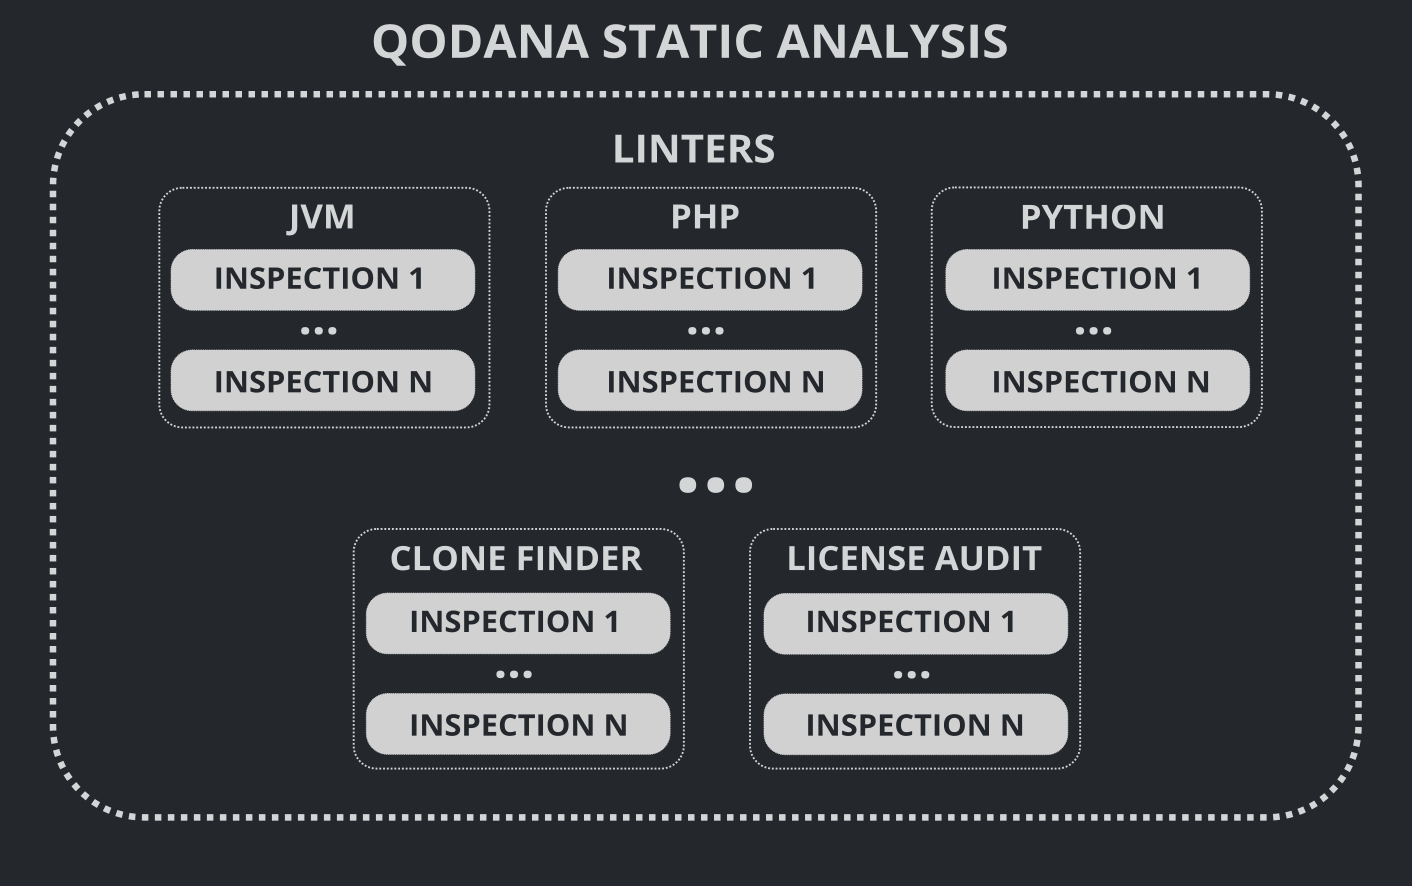 QODANA STATIC ANALYSIS
LINTERS
JVM
INSPECTION 1
...
INSPECTION N
PHP
INSPECTION 1
...
INSPECTION N
PYTHON
INSPECTION 1
...
INSPECTION N
...
CLONE FINDER
INSPECTION 1
...
INSPECTION N
LICENSE AUDIT
INSPECTION 1
...
INSPECTION N